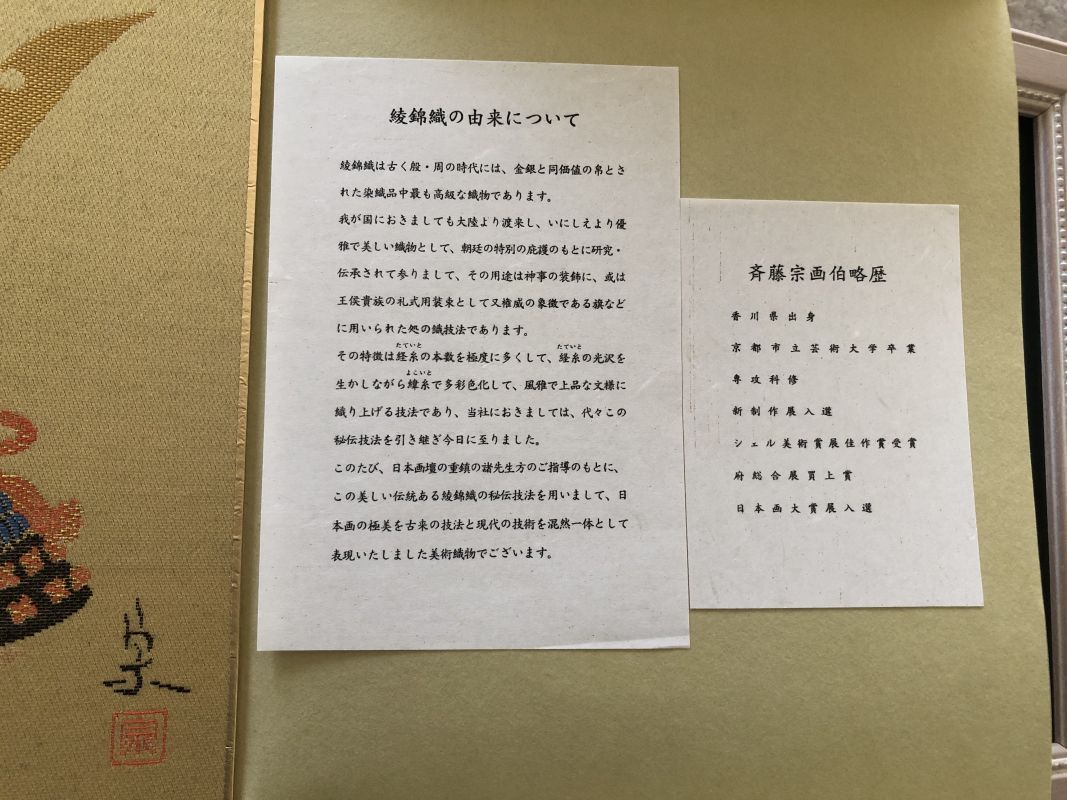 綾錦織の由来について
綾錦織は古く殷・周の時代には、金銀と同価値の帛とさ
れた染織品中最も高級な織物であります。
我が国におきましても大陸より渡来し、いにしえより優
雅で美しい織物として、朝廷の特別の庇護のもとに研究・
伝承されて参りまして、その用途は神事の装飾に、或は
王侯貴族の礼式用装束として又権威の象徴である旗など
に用いられた処の織技法であります。
たていと たていと
その特徴は経糸の本数を極度に多くして、経糸の光沢を
よこいと
生かしながら緯糸で多彩色化して、風雅で上品な文様に
織り上げる技法であり、当社におきましては、代々この
秘伝技法を引き継ぎ今日に至りました。
このたび、日本画壇の重鎮の諸先生方のご指導のもとに、
この美しい伝統ある綾錦織の秘伝技法を用いまして、日
本画の極美を古来の技法と現代の技術を混然一体として
表現いたしました美術織物でございます。
斉藤宗画伯略歴
香川県出身
京都市立芸術大学卒業
専攻科修
新制作展入選
シェル美術賞展佳作賞受賞
府総合展買上賞
日本画大賞展入選
宗